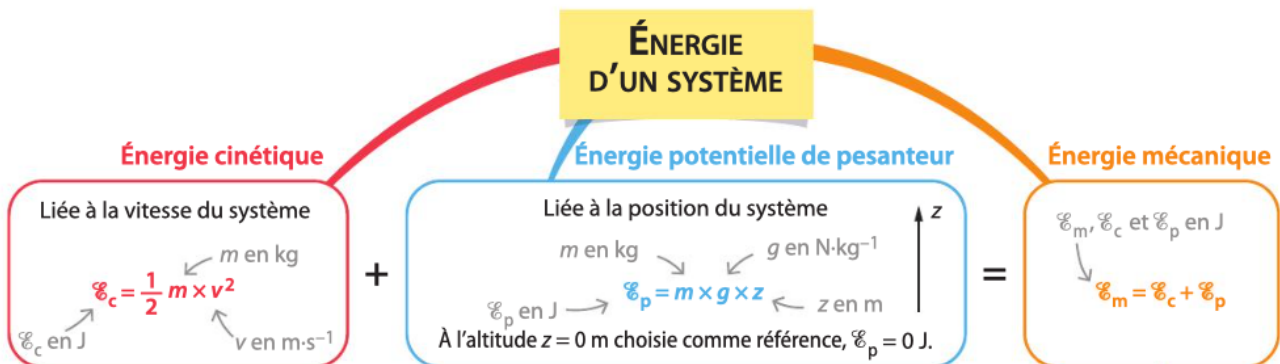 ÉNERGIE
D'UN SYSTÈME
Énergie cinétique
Liée à la vitesse du système
m en kg
ℰc = 1/2 m × v²
ℰc en J
v en m·s⁻¹
+
Énergie potentielle de pesanteur
Liée à la position du système
z
m en kg
g en N·kg⁻¹
ℰp = m × g × z
ℰp en J
z en m
À l'altitude z = 0 m choisie comme référence, ℰp = 0 J.
=
Énergie mécanique
ℰm, ℰc et ℰp en J
ℰm = ℰc + ℰp